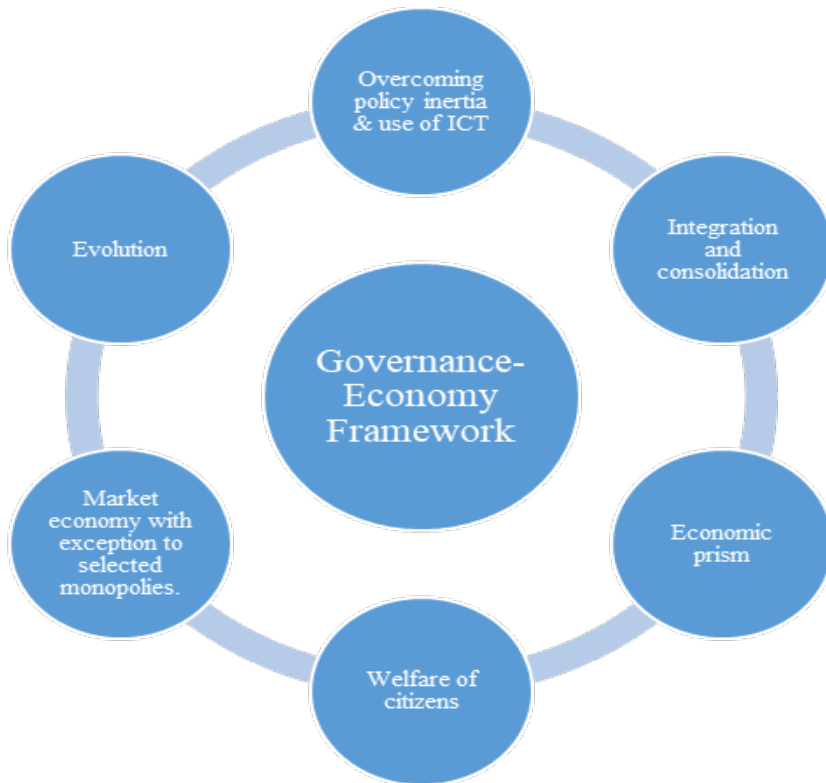 Overcoming
policy inertia
& use of ICT
Integration
and
consolidation
Economic
prism
Welfare of
citizens
Market
economy with
exception to
selected
monopolies.
Evolution
Governance-
Economy
Framework